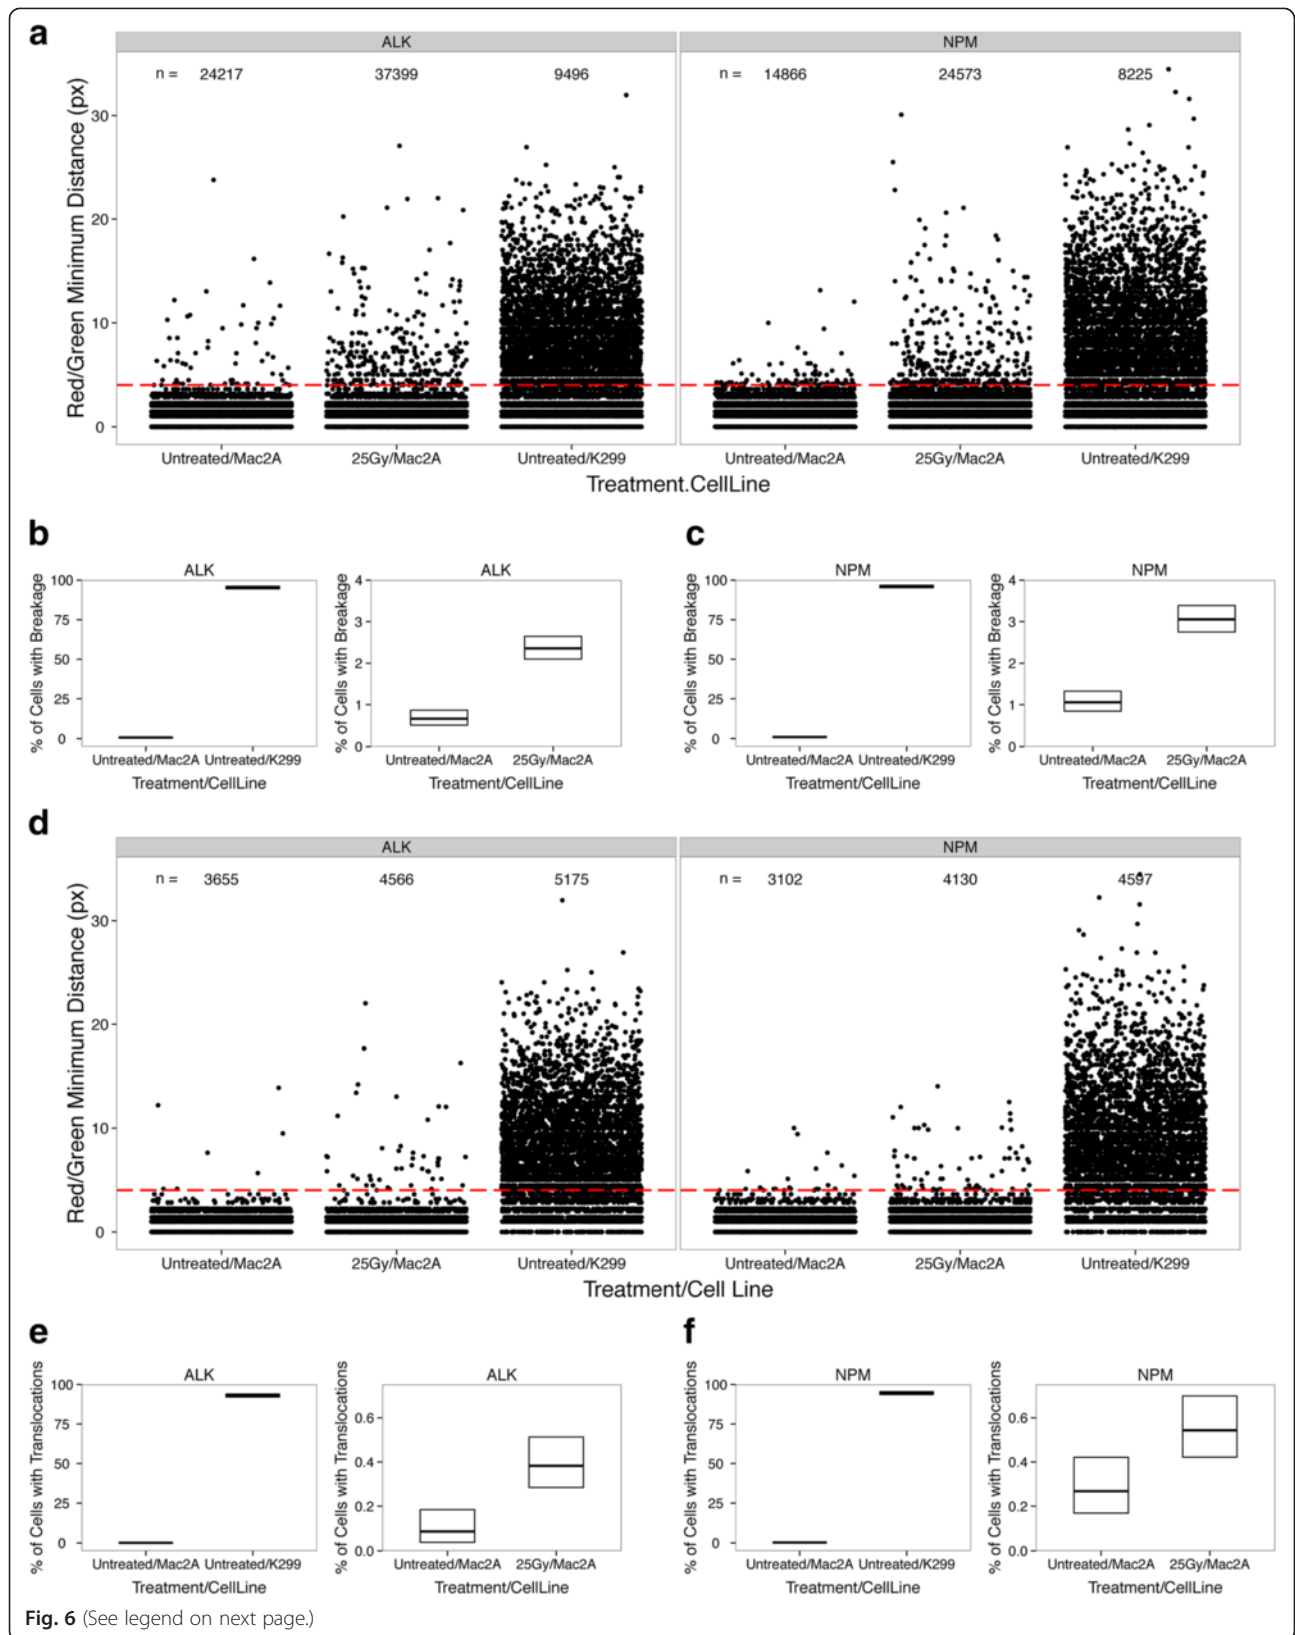 a
ALK NPM
n = 24217 37399 9496 n = 14866 24573 8225
Red/Green Minimum Distance (px)
30
20
10
0
Untreated/Mac2A 25Gy/Mac2A Untreated/K299 Untreated/Mac2A 25Gy/Mac2A Untreated/K299
Treatment.CellLine
b
ALK
% of Cells with Breakage
100
75
50
25
0
Untreated/Mac2A Untreated/K299
Treatment/CellLine
ALK
% of Cells with Breakage
4
3
2
1
0
Untreated/Mac2A 25Gy/Mac2A
Treatment/CellLine
c
NPM
% of Cells with Breakage
100
75
50
25
0
Untreated/Mac2A Untreated/K299
Treatment/CellLine
NPM
% of Cells with Breakage
4
3
2
1
0
Untreated/Mac2A 25Gy/Mac2A
Treatment/CellLine
d
ALK NPM
n = 3655 4566 5175 n = 3102 4130 4597
Red/Green Minimum Distance (px)
30
20
10
0
Untreated/Mac2A 25Gy/Mac2A Untreated/K299 Untreated/Mac2A 25Gy/Mac2A Untreated/K299
Treatment/Cell Line
e
ALK
% of Cells with Translocations
100
75
50
25
0
Untreated/Mac2A Untreated/K299
Treatment/CellLine
ALK
% of Cells with Translocations
0.6
0.4
0.2
0.0
Untreated/Mac2A 25Gy/Mac2A
Treatment/CellLine
f
NPM
% of Cells with Translocations
100
75
50
25
0
Untreated/Mac2A Untreated/K299
Treatment/CellLine
NPM
% of Cells with Translocations
0.6
0.4
0.2
0.0
Untreated/Mac2A 25Gy/Mac2A
Treatment/CellLine
Fig. 6 (See legend on next page.)